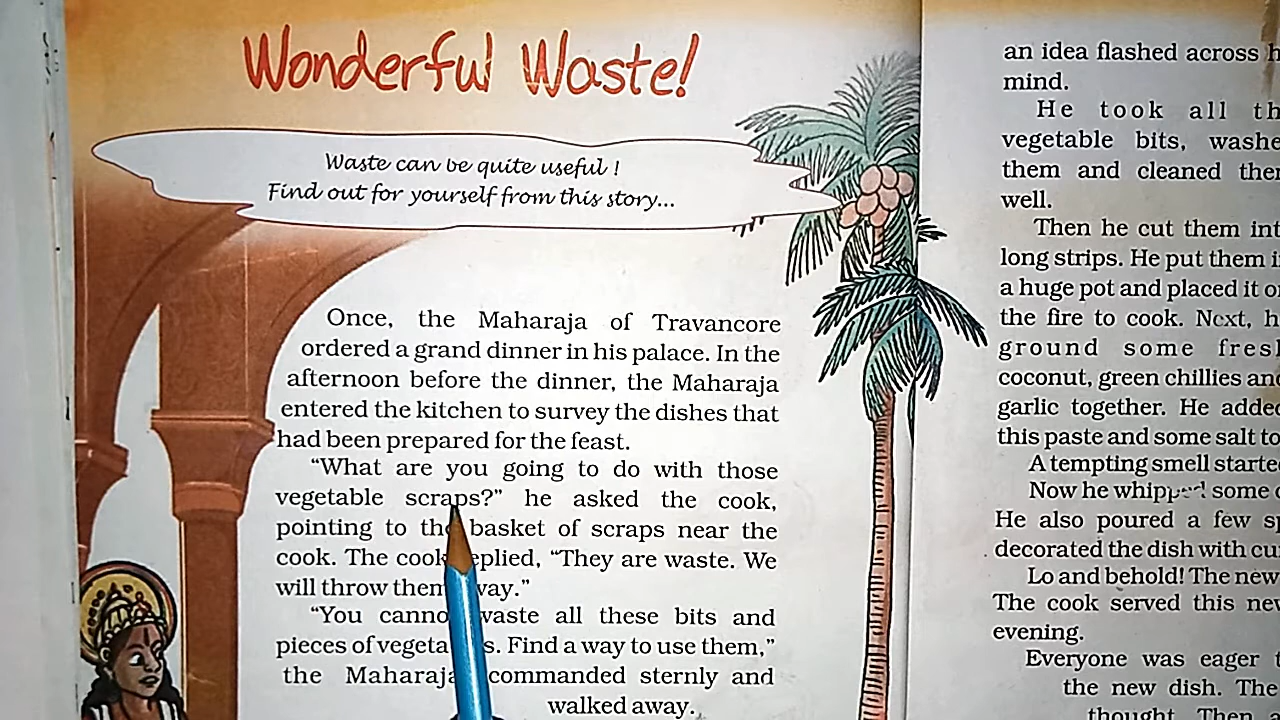 Wonderful Waste!
Waste can be quite useful !
Find out for yourself from this story...
Once, the Maharaja of Travancore
ordered a grand dinner in his palace. In the
afternoon before the dinner, the Maharaja
entered the kitchen to survey the dishes that
had been prepared for the feast.
“What are you going to do with those
vegetable scraps?” he asked the cook,
pointing to the basket of scraps near the
cook. The cook replied, “They are waste. We
will throw them away.”
“You cannot waste all these bits and
pieces of vegetables. Find a way to use them,”
the Maharaja commanded sternly and
walked away.
an idea flashed across
mind.
He took all
vegetable bits,
them and cleaned
well.
Then he cut them
long strips. He put them
a huge pot and placed it
the fire to cook. Next,
ground some
coconut, green chillies
garlic together. He added
this paste and some salt to
A tempting smell
Now he whipped some
He also poured a few
decorated the dish with
Lo and behold! The new
The cook served this
evening.
Everyone was eager
the new dish. The
thought. Then